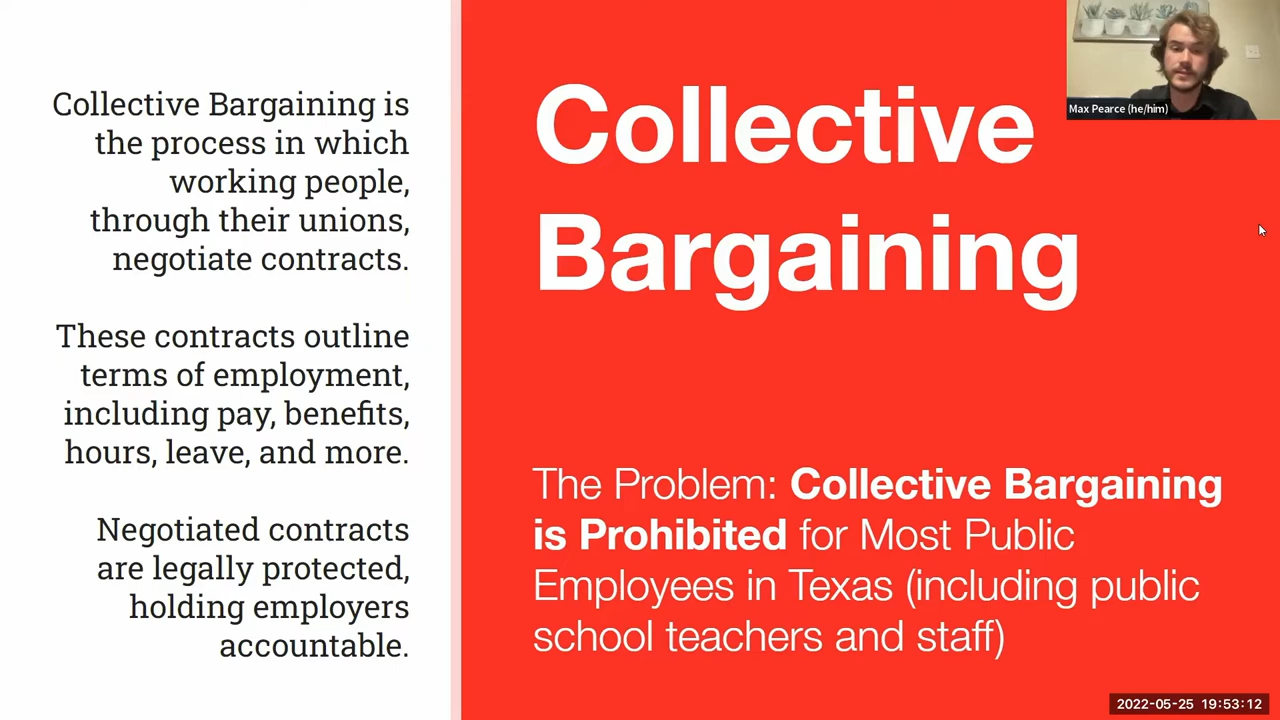 Collective Bargaining is
the process in which
working people,
through their unions,
negotiate contracts.
These contracts outline
terms of employment,
including pay, benefits,
hours, leave, and more.
Negotiated contracts
are legally protected,
holding employers
accountable.
Collective
Bargaining
The Problem: Collective Bargaining
is Prohibited for Most Public
Employees in Texas (including public
school teachers and staff)
Max Pearce (he/him)
2022-05-25 19:53:12